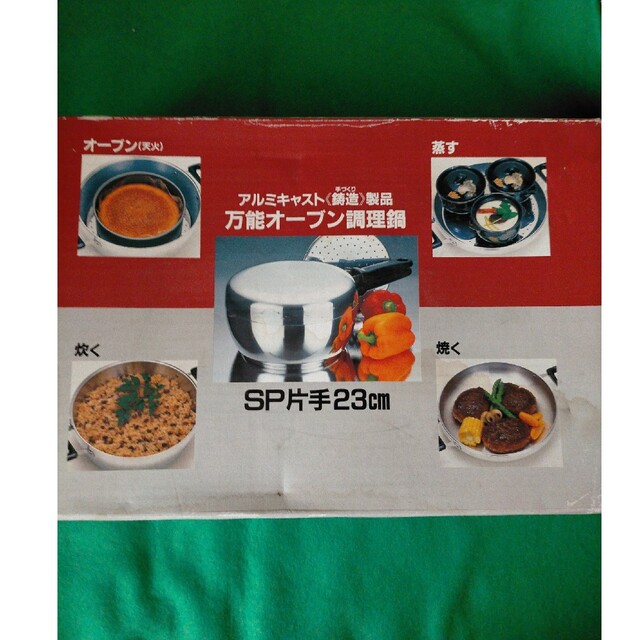 オーブン(天火)
蒸す
手づくり
アルミキャスト《鋳造》製品
万能オーブン調理鍋
炊く
焼く
SP片手23cm